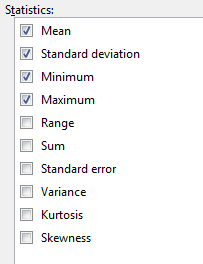 Statistics:
Mean
Standard deviation
Minimum
Maximum
Range
Sum
Standard error
Variance
Kurtosis
Skewness